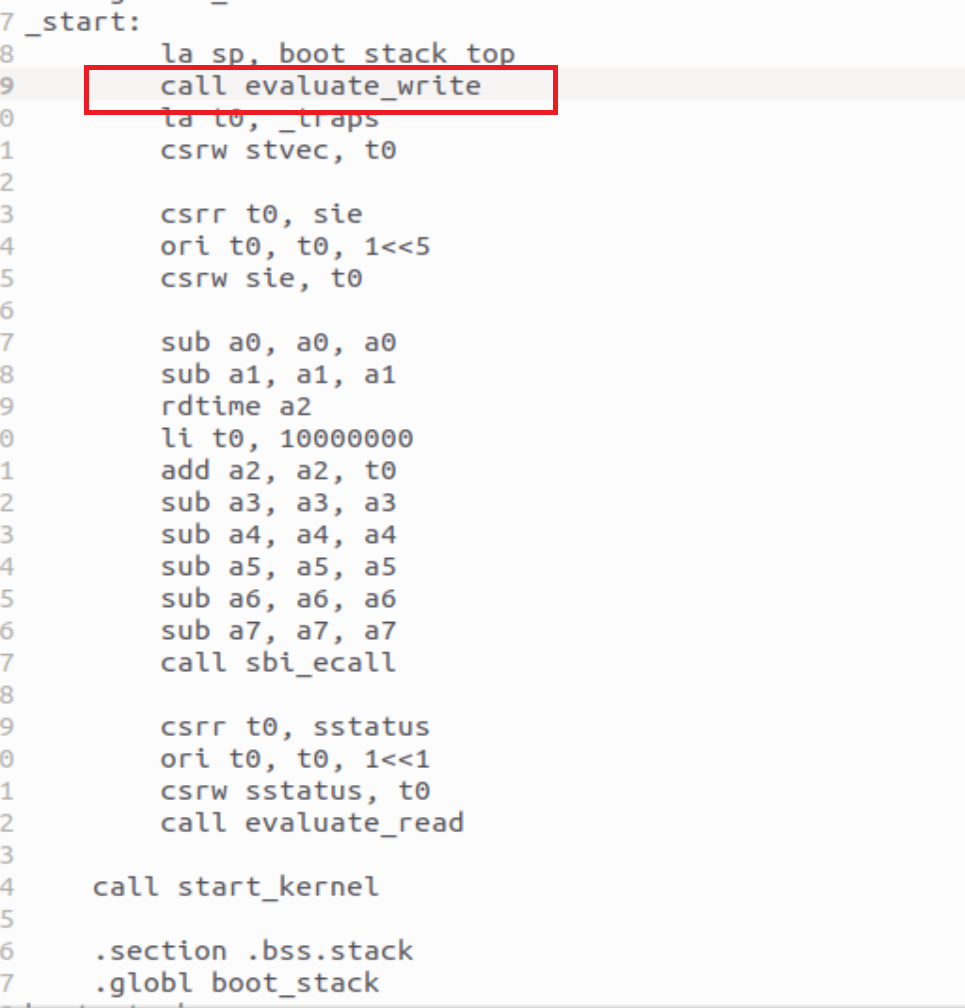 7 _start:
8 la sp, boot_stack_top
9 call evaluate_write
0 la t0, _traps
1 csrw stvec, t0
2
3 csrr t0, sie
4 ori t0, t0, 1<<5
5 csrw sie, t0
6
7 sub a0, a0, a0
8 sub a1, a1, a1
9 rdtime a2
0 li t0, 10000000
1 add a2, a2, t0
2 sub a3, a3, a3
3 sub a4, a4, a4
4 sub a5, a5, a5
5 sub a6, a6, a6
6 sub a7, a7, a7
7 call sbi_ecall
8
9 csrr t0, sstatus
0 ori t0, t0, 1<<1
1 csrw sstatus, t0
2 call evaluate_read
3
4 call start_kernel
5
6 .section .bss.stack
7 .globl boot_stack